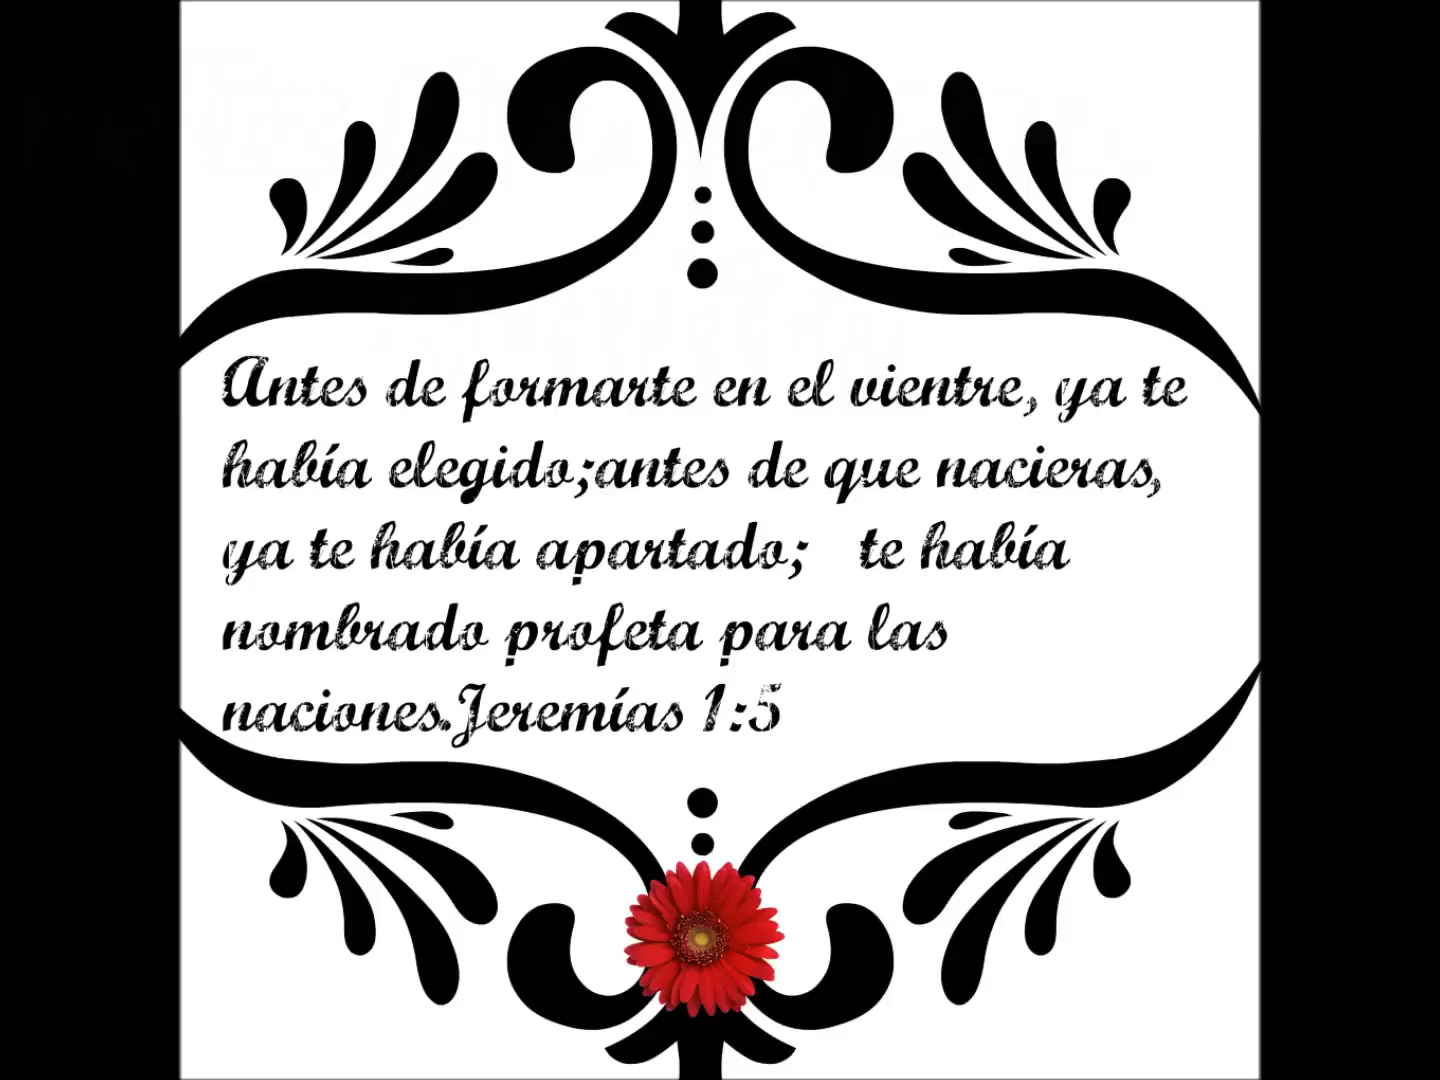 Antes de formarte en el vientre, ya te
había elegido;antes de que nacieras,
ya te había apartado;   te había
nombrado profeta para las
naciones.Jeremías 1:5